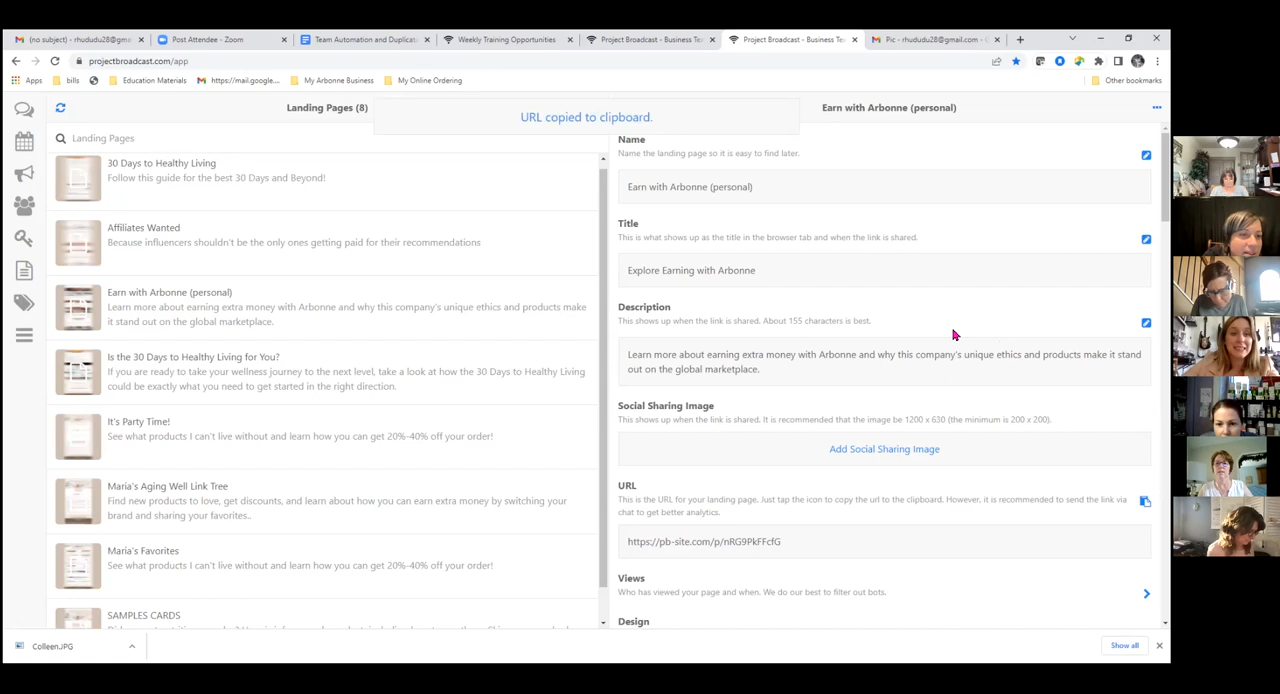 (no subject) - rhududu28@gma
Post Attendee - Zoom
Team Automation and Duplicat
Weekly Training Opportunities
Project Broadcast - Business Te
Project Broadcast - Business Te
Pic - rhududu28@gmail.com -
projectbroadcast.com/app
Apps
bills
Education Materials
https://mail.google....
My Arbonne Business
My Online Ordering
Other bookmarks
Landing Pages (8)
URL copied to clipboard.
Earn with Arbonne (personal)
Landing Pages
30 Days to Healthy Living
Follow this guide for the best 30 Days and Beyond!
Affiliates Wanted
Because influencers shouldn't be the only ones getting paid for their recommendations
Earn with Arbonne (personal)
Learn more about earning extra money with Arbonne and why this company's unique ethics and products make
it stand out on the global marketplace.
Is the 30 Days to Healthy Living for You?
If you are ready to take your wellness journey to the next level, take a look at how the 30 Days to Healthy Living
could be exactly what you need to get started in the right direction.
It's Party Time!
See what products I can't live without and learn how you can get 20%-40% off your order!
Maria's Aging Well Link Tree
Find new products to love, get discounts, and learn about how you can earn extra money by switching your
brand and sharing your favorites..
Maria's Favorites
See what products I can't live without and learn how you can get 20%-40% off your order!
SAMPLES CARDS
Name
Name the landing page so it is easy to find later.
Earn with Arbonne (personal)
Title
This is what shows up as the title in the browser tab and when the link is shared.
Explore Earning with Arbonne
Description
This shows up when the link is shared. About 155 characters is best.
Learn more about earning extra money with Arbonne and why this company's unique ethics and products make it stand
out on the global marketplace.
Social Sharing Image
This shows up when the link is shared. It is recommended that the image be 1200 x 630 (the minimum is 200 x 200).
Add Social Sharing Image
URL
This is the URL for your landing page. Just tap the icon to copy the url to the clipboard. However, it is recommended to send the link via
chat to get better analytics.
https://pb-site.com/p/nRG9PkFFcfG
Views
Who has viewed your page and when. We do our best to filter out bots.
Design
Colleen.JPG
Show all